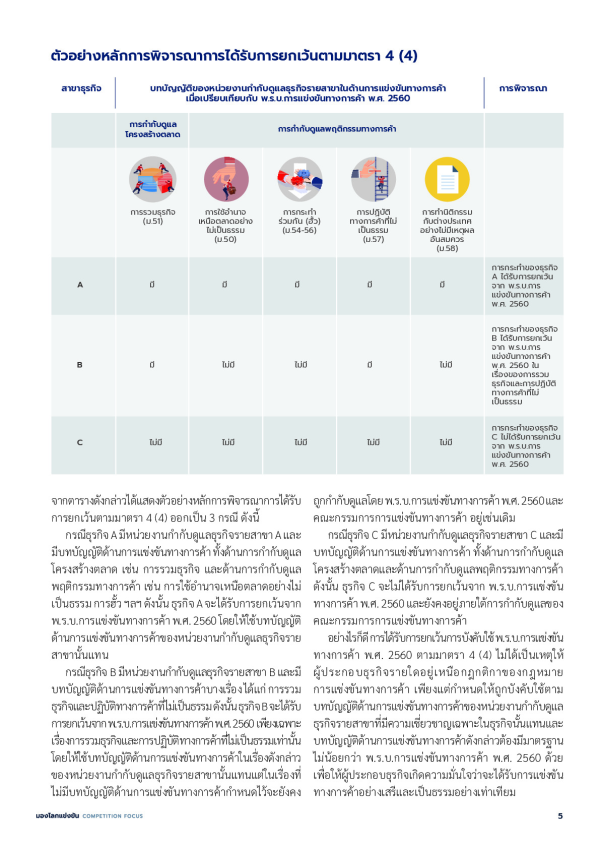 ตัวอย่างหลักการพิจารณาการได้รับการยกเว้นตามมาตรา 4 (4)
สาขาธุรกิจ
บทบัญญัติของหน่วยงานกำกับดูแลธุรกิจรายสาขาในด้านการแข่งขันทางการค้า
เมื่อเปรียบเทียบกับ พ.ร.บ.การแข่งขันทางการค้า พ.ศ. 2560
การพิจารณา
การกำกับดูแล
โครงสร้างตลาด
การกำกับดูแลพฤติกรรมทางการค้า
การรวมธุรกิจ
(ม.51)
การใช้อำนาจ
เหนือตลาดอย่าง
ไม่เป็นธรรม
(ม.50)
การกระทำ
ร่วมกัน (ฮั้ว)
(ม.54-56)
การปฏิบัติ
ทางการค้าที่ไม่
เป็นธรรม
(ม.57)
การทำนิติกรรม
กับต่างประเทศ
อย่างไม่มีเหตุผล
อันสมควร
(ม.58)
A
มี
มี
มี
มี
มี
การกระทำของธุรกิจ
A ได้รับการยกเว้น
จาก พ.ร.บ.การ
แข่งขันทางการค้า
พ.ศ. 2560
B
มี
ไม่มี
ไม่มี
มี
ไม่มี
การกระทำของธุรกิจ
B ได้รับการยกเว้น
จาก พ.ร.บ.การ
แข่งขันทางการค้า
พ.ศ. 2560 ใน
เรื่องของการรวม
ธุรกิจและการปฏิบัติ
ทางการค้าที่ไม่
เป็นธรรม
C
ไม่มี
ไม่มี
ไม่มี
ไม่มี
ไม่มี
การกระทำของธุรกิจ
C ไม่ได้รับการยกเว้น
จาก พ.ร.บ.การ
แข่งขันทางการค้า
พ.ศ. 2560
จากตารางดังกล่าวได้แสดงตัวอย่างหลักการพิจารณาการได้รับ
การยกเว้นตามมาตรา 4 (4) ออกเป็น 3 กรณี ดังนี้
กรณีธุรกิจ A มีหน่วยงานกำกับดูแลธุรกิจรายสาขา A และ
มีบทบัญญัติด้านการแข่งขันทางการค้า ทั้งด้านการกำกับดูแล
โครงสร้างตลาด เช่น การรวมธุรกิจ และด้านการกำกับดูแล
พฤติกรรมทางการค้า เช่น การใช้อำนาจเหนือตลาดอย่างไม่
เป็นธรรม การฮั้ว ฯลฯ ดังนั้น ธุรกิจ A จะได้รับการยกเว้นจาก
พ.ร.บ.การแข่งขันทางการค้า พ.ศ. 2560 โดยให้ใช้บทบัญญัติ
ด้านการแข่งขันทางการค้าของหน่วยงานกำกับดูแลธุรกิจราย
สาขานั้นแทน
กรณีธุรกิจ B มีหน่วยงานกำกับดูแลธุรกิจรายสาขา B และมี
บทบัญญัติด้านการแข่งขันทางการค้าบางเรื่อง ได้แก่ การรวม
ธุรกิจและปฏิบัติทางการค้าที่ไม่เป็นธรรม ดังนั้น ธุรกิจ B จะได้รับ
การยกเว้นจาก พ.ร.บ.การแข่งขันทางการค้า พ.ศ. 2560 เพียงเฉพาะ
เรื่องการรวมธุรกิจและการปฏิบัติทางการค้าที่ไม่เป็นธรรมเท่านั้น
โดยให้ใช้บทบัญญัติด้านการแข่งขันทางการค้าในเรื่องดังกล่าว
ของหน่วยงานกำกับดูแลธุรกิจรายสาขานั้นแทนแต่ในเรื่องที่
ไม่มีบทบัญญัติด้านการแข่งขันทางการค้ากำหนดไว้จะยังคง
ถูกกำกับดูแลโดย พ.ร.บ.การแข่งขันทางการค้า พ.ศ. 2560 และ
คณะกรรมการการแข่งขันทางการค้า อยู่เช่นเดิม
กรณีธุรกิจ C มีหน่วยงานกำกับดูแลธุรกิจรายสาขา C และมี
บทบัญญัติด้านการแข่งขันทางการค้า ทั้งด้านการกำกับดูแล
โครงสร้างตลาดและด้านการกำกับดูแลพฤติกรรมทางการค้า
ดังนั้น ธุรกิจ C จะไม่ได้รับการยกเว้นจาก พ.ร.บ.การแข่งขัน
ทางการค้า พ.ศ. 2560 และยังคงอยู่ภายใต้การกำกับดูแลของ
คณะกรรมการการแข่งขันทางการค้า
อย่างไรก็ดี การได้รับการยกเว้นการบังคับใช้ พ.ร.บ.การแข่งขัน
ทางการค้า พ.ศ. 2560 ตามมาตรา 4 (4) ไม่ได้เป็นเหตุให้
ผู้ประกอบธุรกิจรายใดอยู่เหนือกฎกติกาของกฎหมาย
การแข่งขันทางการค้า เพียงแต่กำหนดให้ถูกบังคับใช้ตาม
บทบัญญัติด้านการแข่งขันทางการค้าของหน่วยงานกำกับดูแล
ธุรกิจรายสาขาที่มีความเชี่ยวชาญเฉพาะในธุรกิจนั้นแทนและ
บทบัญญัติด้านการแข่งขันทางการค้าดังกล่าวต้องมีมาตรฐาน
ไม่น้อยกว่า พ.ร.บ.การแข่งขันทางการค้า พ.ศ. 2560 ด้วย
เพื่อให้ผู้ประกอบธุรกิจเกิดความมั่นใจว่าจะได้รับการแข่งขัน
ทางการค้าอย่างเสรีและเป็นธรรมอย่างเท่าเทียม
มองโลกแข่งขัน COMPETITION FOCUS
5